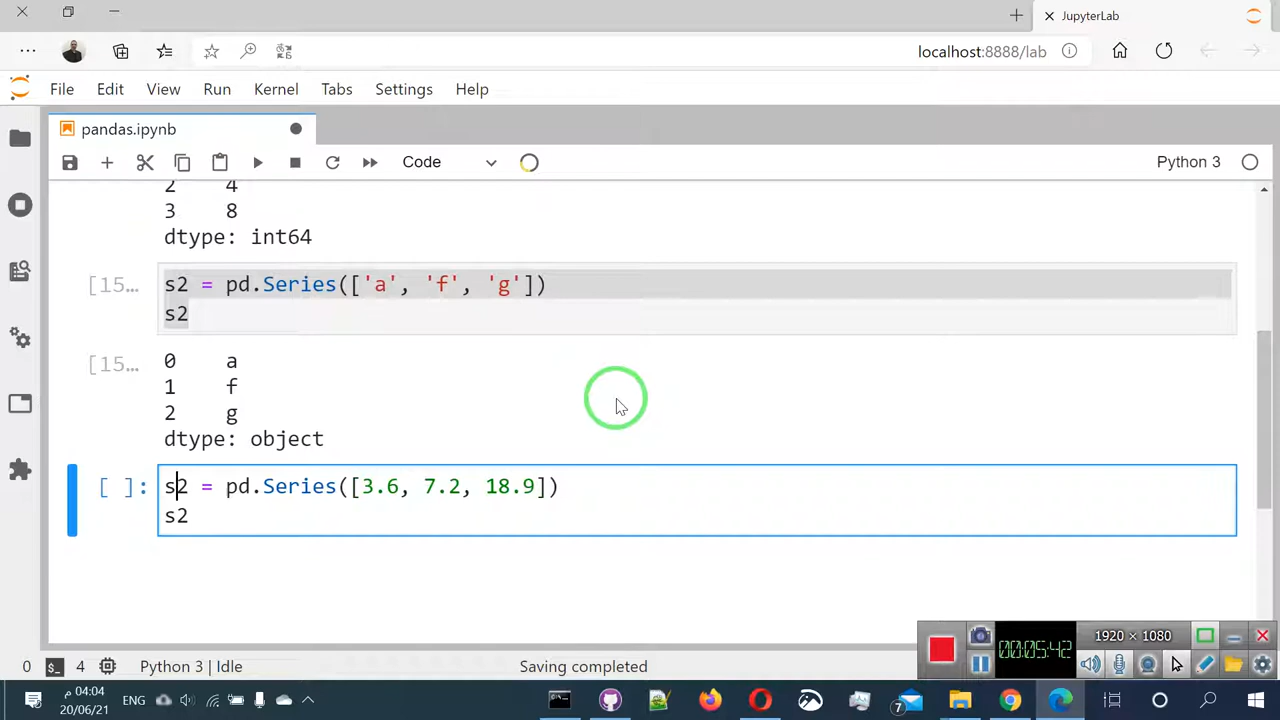 JupyterLab
localhost:8888/lab
File Edit View Run Kernel Tabs Settings Help
pandas.ipynb
Code Python 3
2 4
3 8
dtype: int64
[15… s2 = pd.Series(['a', 'f', 'g'])
s2
[15… 0 a
1 f
2 g
dtype: object
[ ]: s2 = pd.Series([3.6, 7.2, 18.9])
s2
1920 × 1080
00:05:42
0 $_ 4 Python 3 | Idle Saving completed
04:04 م
ENG
7
20/06/21